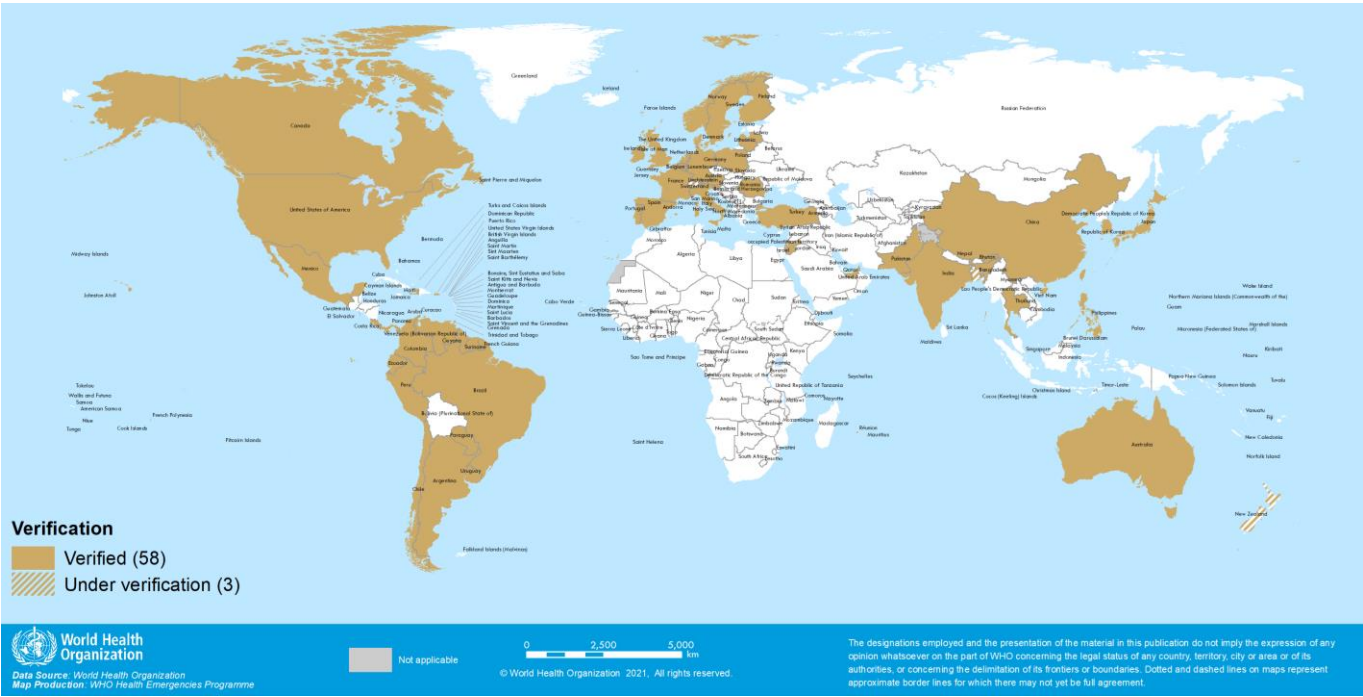 Greenland
Iceland
Faroe Islands
Norway
Sweden
Finland
Russian Federation
Canada
Estonia
Latvia
Lithuania
Denmark
The United Kingdom
Ireland
Isle of Man
Netherlands
Belarus
Poland
Germany
Guernsey
Jersey
Belgium
Luxembourg
Ukraine
France
Liechtenstein
Switzerland
Republic of Moldova
Kazakhstan
Mongolia
Saint Pierre and Miquelon
United States of America
Portugal
Spain
Andorra
Monaco
Bulgaria
Georgia
Uzbekistan
Kyrgyzstan
Turkmenistan
Turkey
Azerbaijan
China
Democratic People's Republic of Korea
Republic of Korea
Japan
Turks and Caicos Islands
Dominican Republic
Puerto Rico
United States Virgin Islands
British Virgin Islands
Anguilla
Saint Martin
Sint Maarten
Saint Barthélemy
Bermuda
Gibraltar
Tunisia
Malta
Cyprus
Syrian Arab Republic
Lebanon
occupied Palestinian territory
Israel
Jordan
Iraq
Iran (Islamic Republic of)
Afghanistan
Kuwait
Morocco
Algeria
Libya
Egypt
Midway Islands
Mexico
Bahamas
Cuba
Cayman Islands
Haiti
Jamaica
Belize
Honduras
Guatemala
El Salvador
Nicaragua
Aruba
Curacao
Costa Rica
Panama
Bonaire, Sint Eustatius and Saba
Saint Kitts and Nevis
Antigua and Barbuda
Montserrat
Guadeloupe
Dominica
Martinique
Saint Lucia
Barbados
Saint Vincent and the Grenadines
Grenada
Trinidad and Tobago
Bahrain
Qatar
United Arab Emirates
Saudi Arabia
Oman
Yemen
Pakistan
Nepal
Bhutan
India
Bangladesh
Myanmar
Lao People's Democratic Republic
Viet Nam
Thailand
Cambodia
Philippines
Johnston Atoll
Wake Island
Northern Mariana Islands (Commonwealth of the)
Guam
Marshall Islands
Micronesia (Federated States of)
Palau
Cabo Verde
Mauritania
Mali
Niger
Chad
Sudan
Eritrea
Djibouti
Senegal
Gambia
Guinea-Bissau
Guinea
Sierra Leone
Liberia
Côte d'Ivoire
Ghana
Burkina Faso
Benin
Togo
Nigeria
Cameroon
Central African Republic
South Sudan
Ethiopia
Somalia
Venezuela (Bolivarian Republic of)
Guyana
Suriname
French Guiana
Colombia
Ecuador
Peru
Brazil
Bolivia (Plurinational State of)
Paraguay
Uruguay
Argentina
Chile
Falkland Islands (Malvinas)
Sao Tome and Principe
Equatorial Guinea
Gabon
Congo
Democratic Republic of the Congo
Uganda
Kenya
Rwanda
Burundi
United Republic of Tanzania
Seychelles
Sri Lanka
Maldives
Brunei Darussalam
Malaysia
Singapore
Indonesia
Kiribati
Nauru
Papua New Guinea
Solomon Islands
Tuvalu
Timor-Leste
Christmas Island
Cocos (Keeling) Islands
Tokelau
Wallis and Futuna
Samoa
American Samoa
Niue
Tonga
Cook Islands
French Polynesia
Pitcairn Islands
Saint Helena
Angola
Zambia
Malawi
Comoros
Mayotte
Mozambique
Zimbabwe
Madagascar
Namibia
Botswana
Réunion
Mauritius
Eswatini
Lesotho
South Africa
Vanuatu
Fiji
New Caledonia
Norfolk Island
Australia
New Zealand
Verification
Verified (58)
Under verification (3)
World Health
Organization
Data Source: World Health Organization
Map Production: WHO Health Emergencies Programme
Not applicable
0 2,500 5,000
km
© World Health Organization 2021, All rights reserved.
The designations employed and the presentation of the material in this publication do not imply the expression of any
opinion whatsoever on the part of WHO concerning the legal status of any country, territory, city or area or of its
authorities, or concerning the delimitation of its frontiers or boundaries. Dotted and dashed lines on maps represent
approximate border lines for which there may not yet be full agreement.